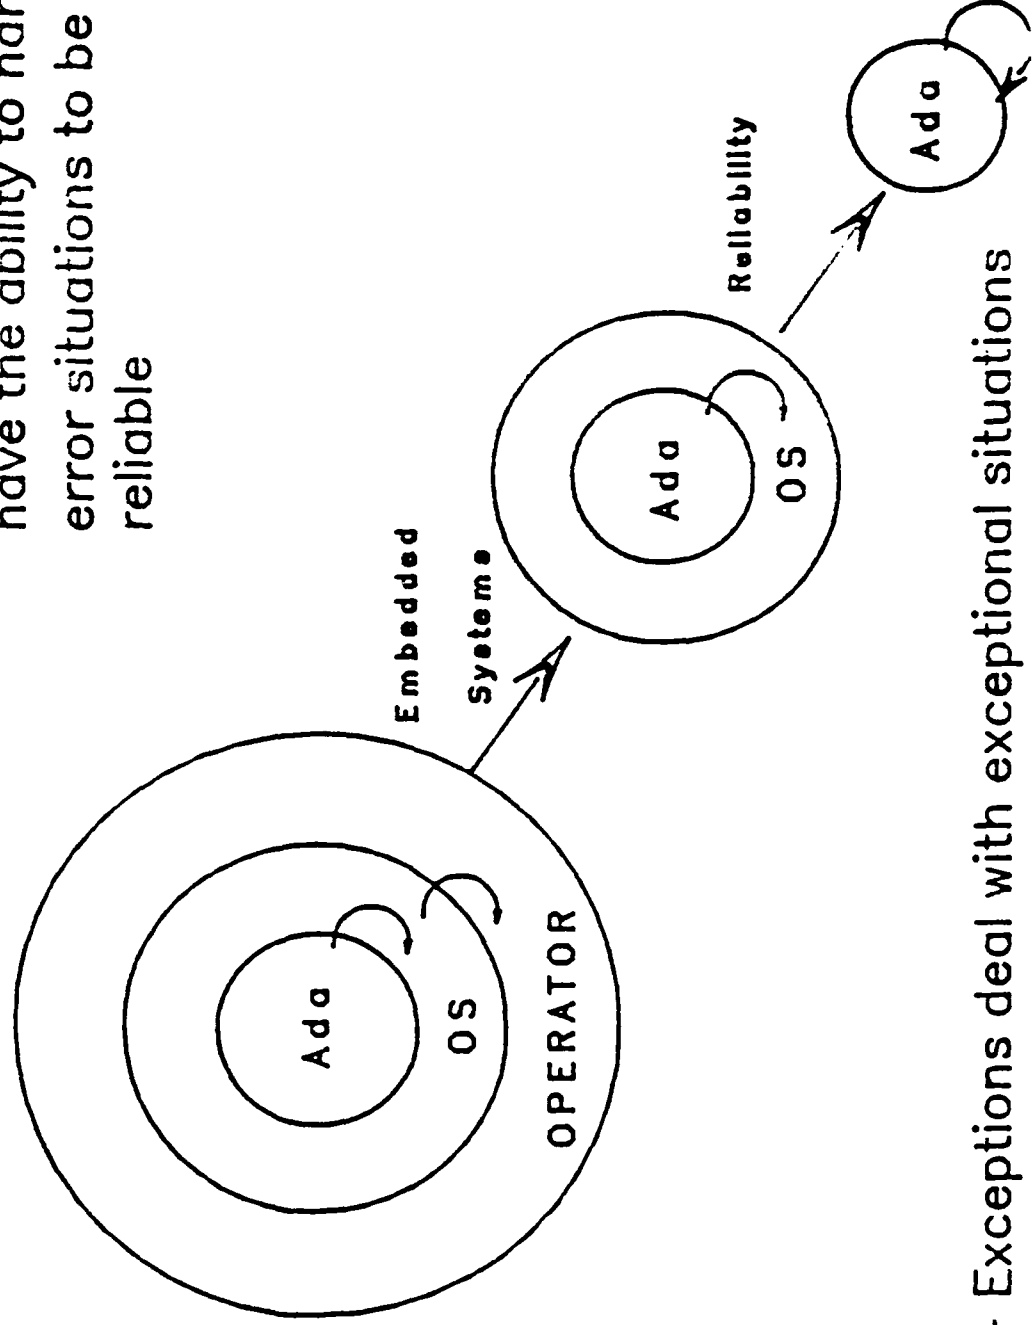 have the ability to
error situations to be
reliable
Ada
OS
OPERATOR
Embedded
Systems
Ada
OS
Reliability
Ada
- Exceptions deal with exceptional situations